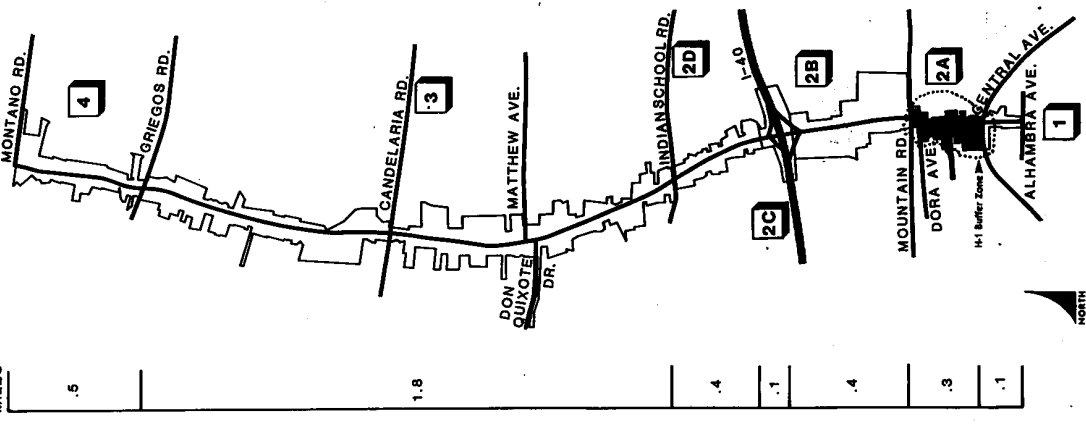 MONTANO RD.
4
GRIEGOS RD.
CANDELARIA RD.
3
MATTHEW AVE.
DON
QUIXOTE
DR.
INDIAN SCHOOL RD.
2D
I-40
2C
2B
MOUNTAIN RD.
2A
DORA AVE.
CENTRAL AVE.
H-1 Buffer Zone
ALHAMBRA AVE.
1
NORTH
.5
1.8
.4
.1
.4
.3
.1